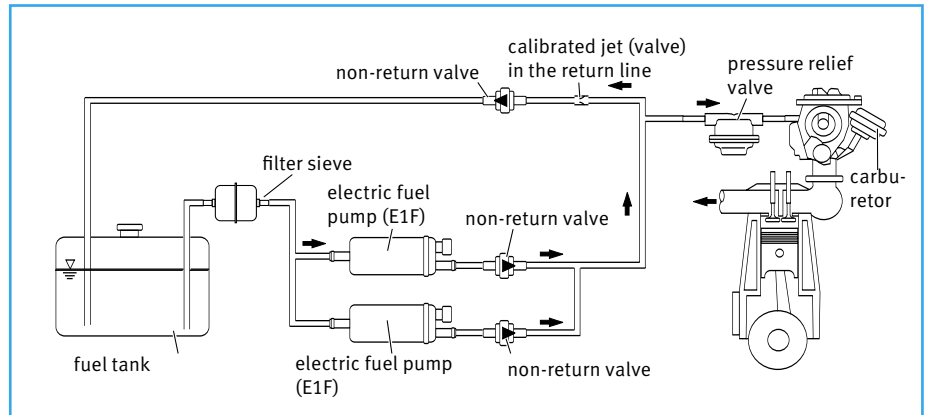 calibrated jet (valve)
in the return line
non-return valve
pressure relief
valve
filter sieve
electric fuel
pump (E1F)
non-return valve
carbu-
retor
fuel tank
electric fuel pump
(E1F)
non-return valve